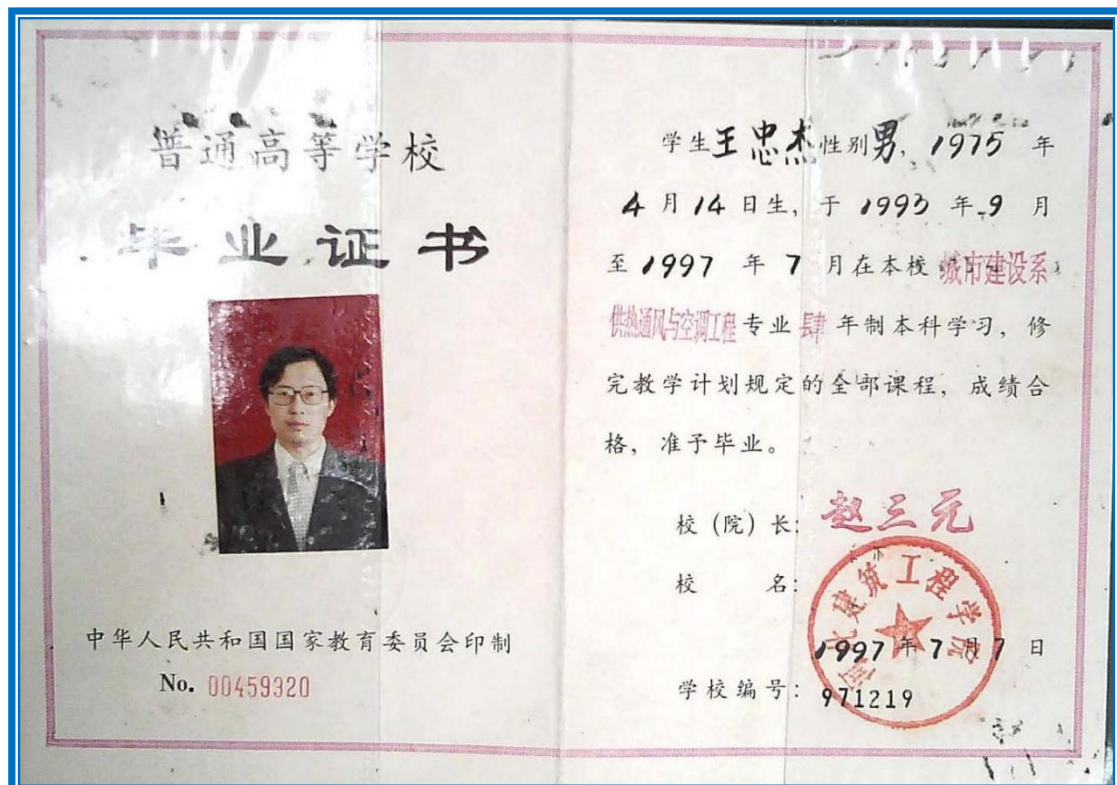 普通高等学校
毕业证书
中华人民共和国国家教育委员会印制
No. 00459320
学生王忠杰性别男，1975 年
4 月 14 日生，于 1993 年 9 月
至 1997 年 7 月在本校 城市建设系
供热通风与空调工程 专业 肆 年制本科学习，修
完教学计划规定的全部课程，成绩合
格，准予毕业。
校（院）长：赵三元
校 名：
河北建筑工程学院
1997 年 7 月 7 日
学校编号：971219